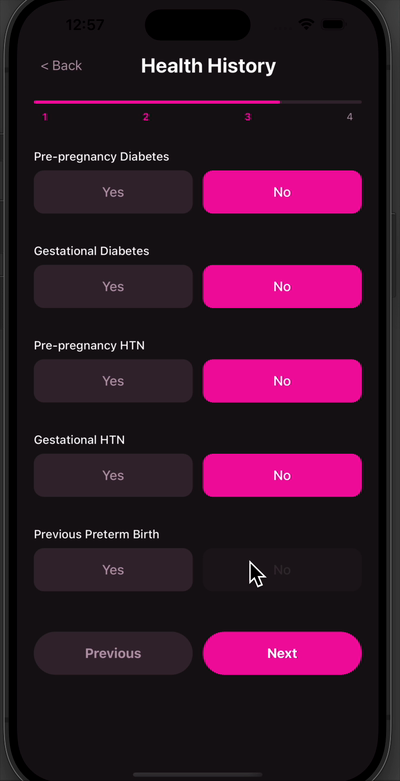 12:57
< Back
Health History
1 2 3 4
Pre-pregnancy Diabetes
Yes No
Gestational Diabetes
Yes No
Pre-pregnancy HTN
Yes No
Gestational HTN
Yes No
Previous Preterm Birth
Yes No
Previous Next